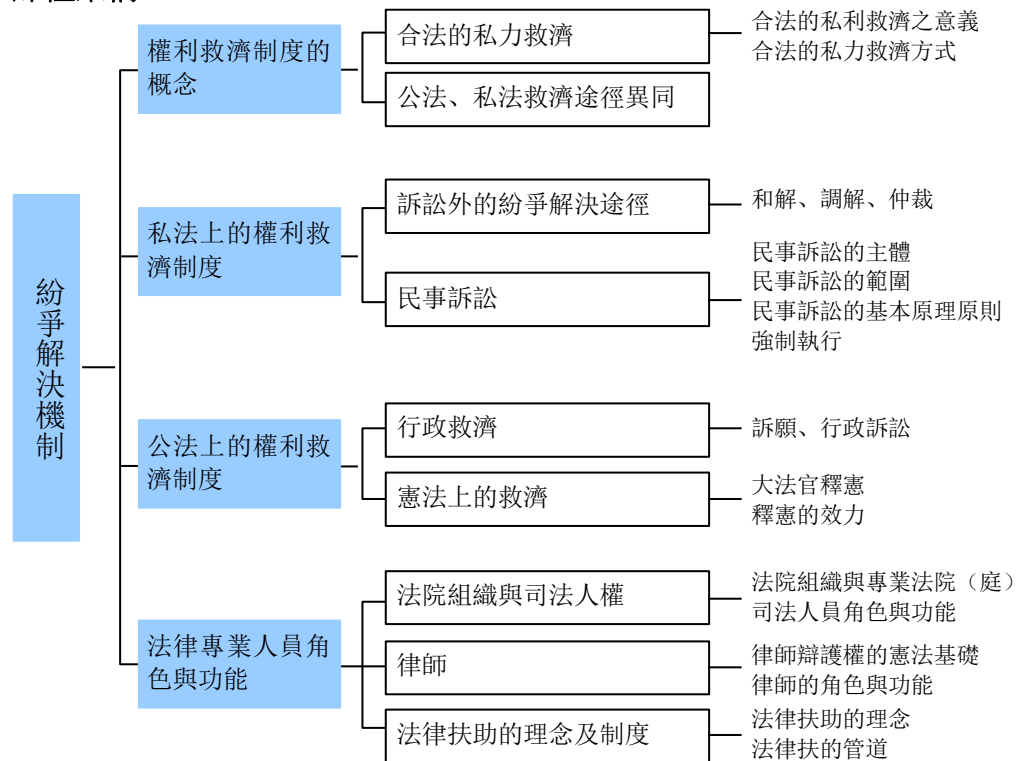 紛爭解決機制
權利救濟制度的
概念
合法的私力救濟
合法的私利救濟之意義
合法的私力救濟方式
公法、私法救濟途徑異同
私法上的權利救
濟制度
訴訟外的紛爭解決途徑
和解、調解、仲裁
民事訴訟
民事訴訟的主體
民事訴訟的範圍
民事訴訟的基本原理原則
強制執行
公法上的權利救
濟制度
行政救濟
訴願、行政訴訟
憲法上的救濟
大法官釋憲
釋憲的效力
法律專業人員角
色與功能
法院組織與司法人權
法院組織與專業法院（庭）
司法人員角色與功能
律師
律師辯護權的憲法基礎
律師的角色與功能
法律扶助的理念及制度
法律扶助的理念
法律扶的管道